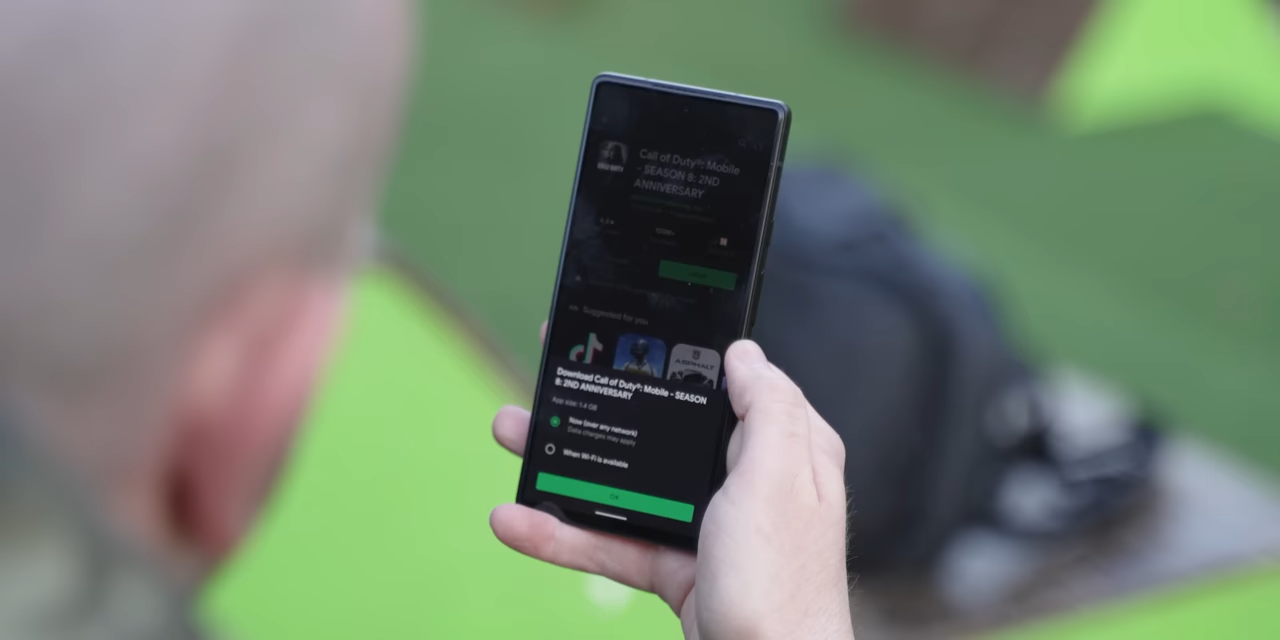 Call of Duty®: Mobile
- SEASON 8: 2ND
ANNIVERSARY
Suggested for you
ASPHALT
Download Call of Duty®: Mobile - SEASON
8: 2ND ANNIVERSARY
App size: 1.4 GB
Now (over any network)
Data charges may apply
When Wi-Fi is available
OK